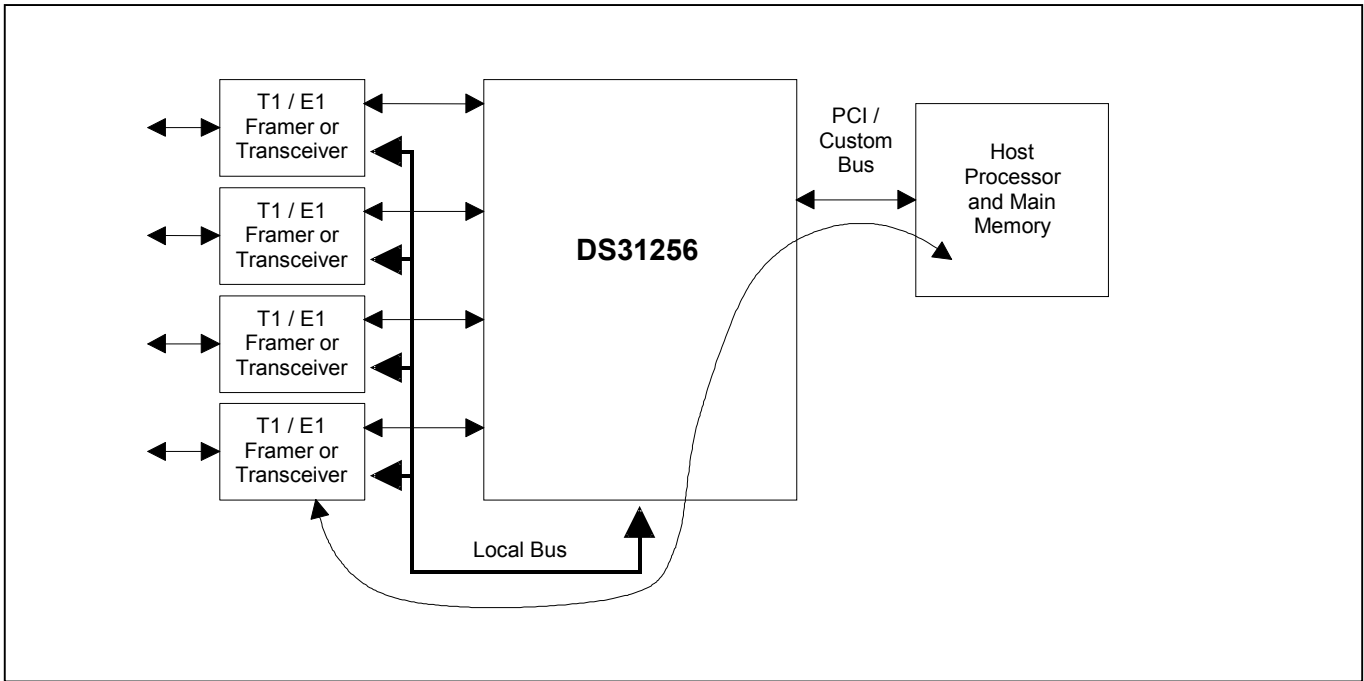 T1 / E1
Framer or
Transceiver
T1 / E1
Framer or
Transceiver
T1 / E1
Framer or
Transceiver
T1 / E1
Framer or
Transceiver
DS31256
PCI /
Custom
Bus
Host
Processor
and Main
Memory
Local Bus